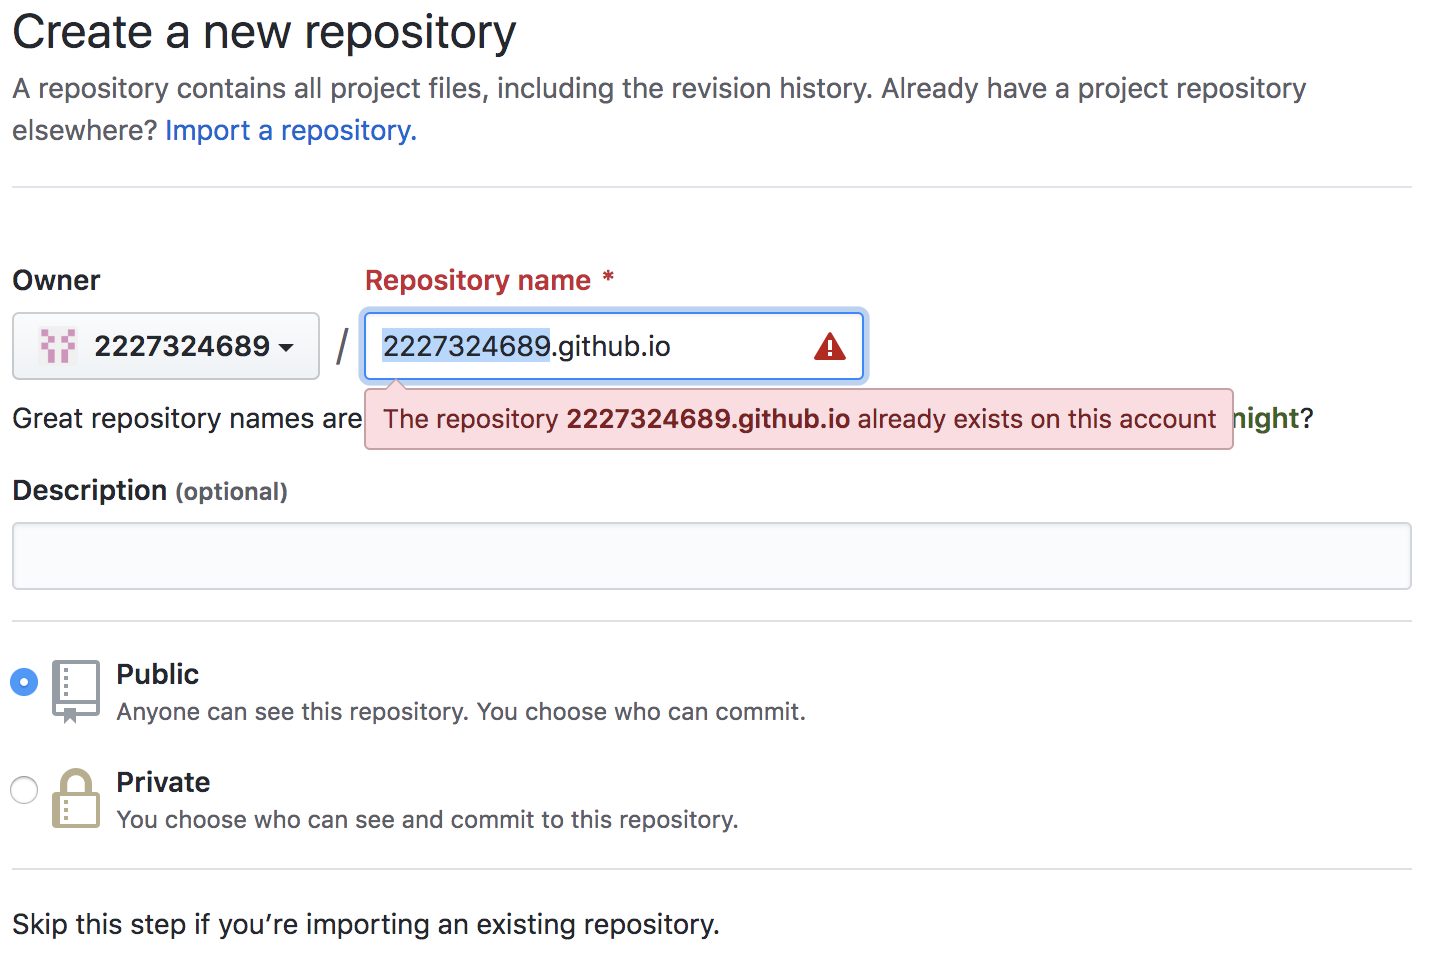 Create a new repository
A repository contains all project files, including the revision history. Already have a project repository
elsewhere? Import a repository.
Owner
Repository name *
2227324689 / 2227324689.github.io
Great repository names are
The repository 2227324689.github.io already exists on this account
night?
Description (optional)
Public
Anyone can see this repository. You choose who can commit.
Private
You choose who can see and commit to this repository.
Skip this step if you’re importing an existing repository.